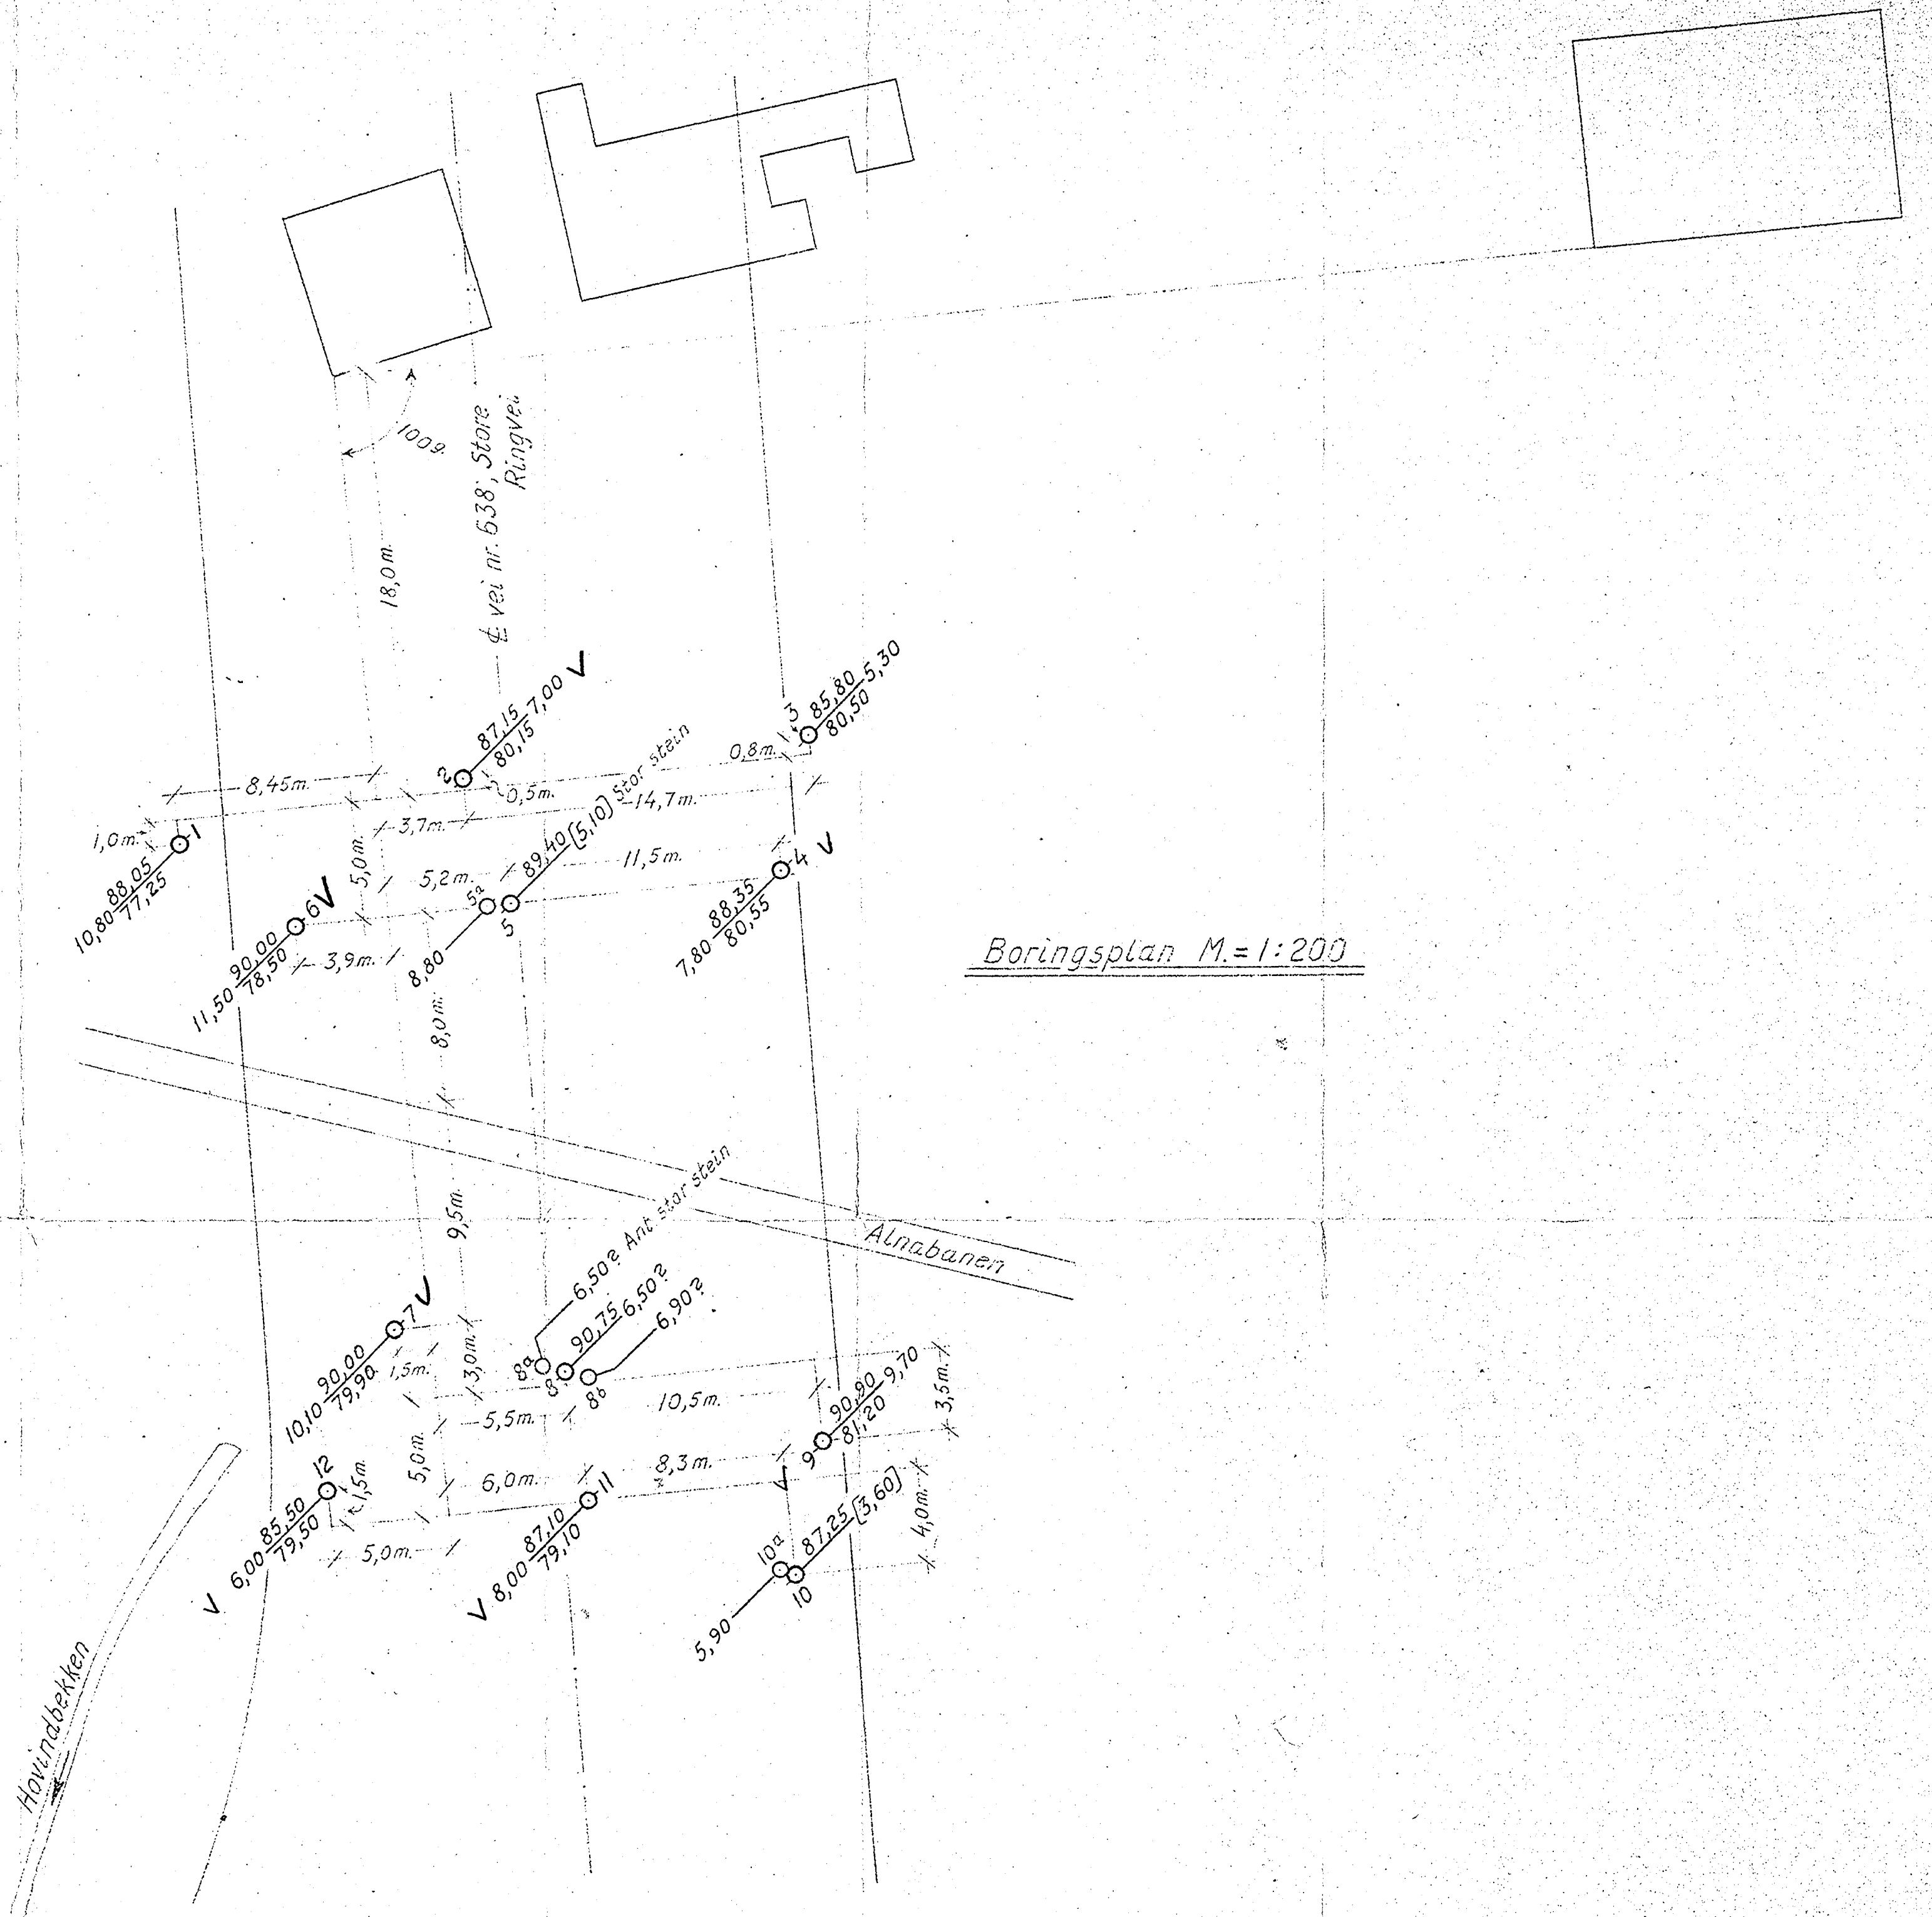 100g.
18,0m.
℄ vei nr. 638, Store
Ringvei
2
87,15
80,15
7,00
V
3
85,80
80,50
5,30
0,8m.
8,45m.
0,5m.
14,7m.
3,7m.
1,0m.
1
88,05
77,25
10,80
5,0m.
5,2m.
11,5m.
5a
5
89,40 (5,10) Stor stein
8,80
4 V
88,35
80,55
7,80
6 V
90,00
78,50
11,50
3,9m.
Boringsplan M. = 1:200
8,0m.
9,5m.
Alnabanen
7 V
90,00
79,90
10,10
1,5m.
3,0m.
8a
6,50? Ant. stor stein
8
90,75 6,50?
8b
6,90?
5,5m.
10,5m.
9
90,90
81,20
9,70
3,5m.
V
5,0m.
6,0m.
8,3m.
12
1,5m.
85,50
79,50
6,00
V
5,0m.
11
87,10
79,10
8,00
V
10a
10
87,25 (3,60)
5,90
4,0m.
Hovindbekken